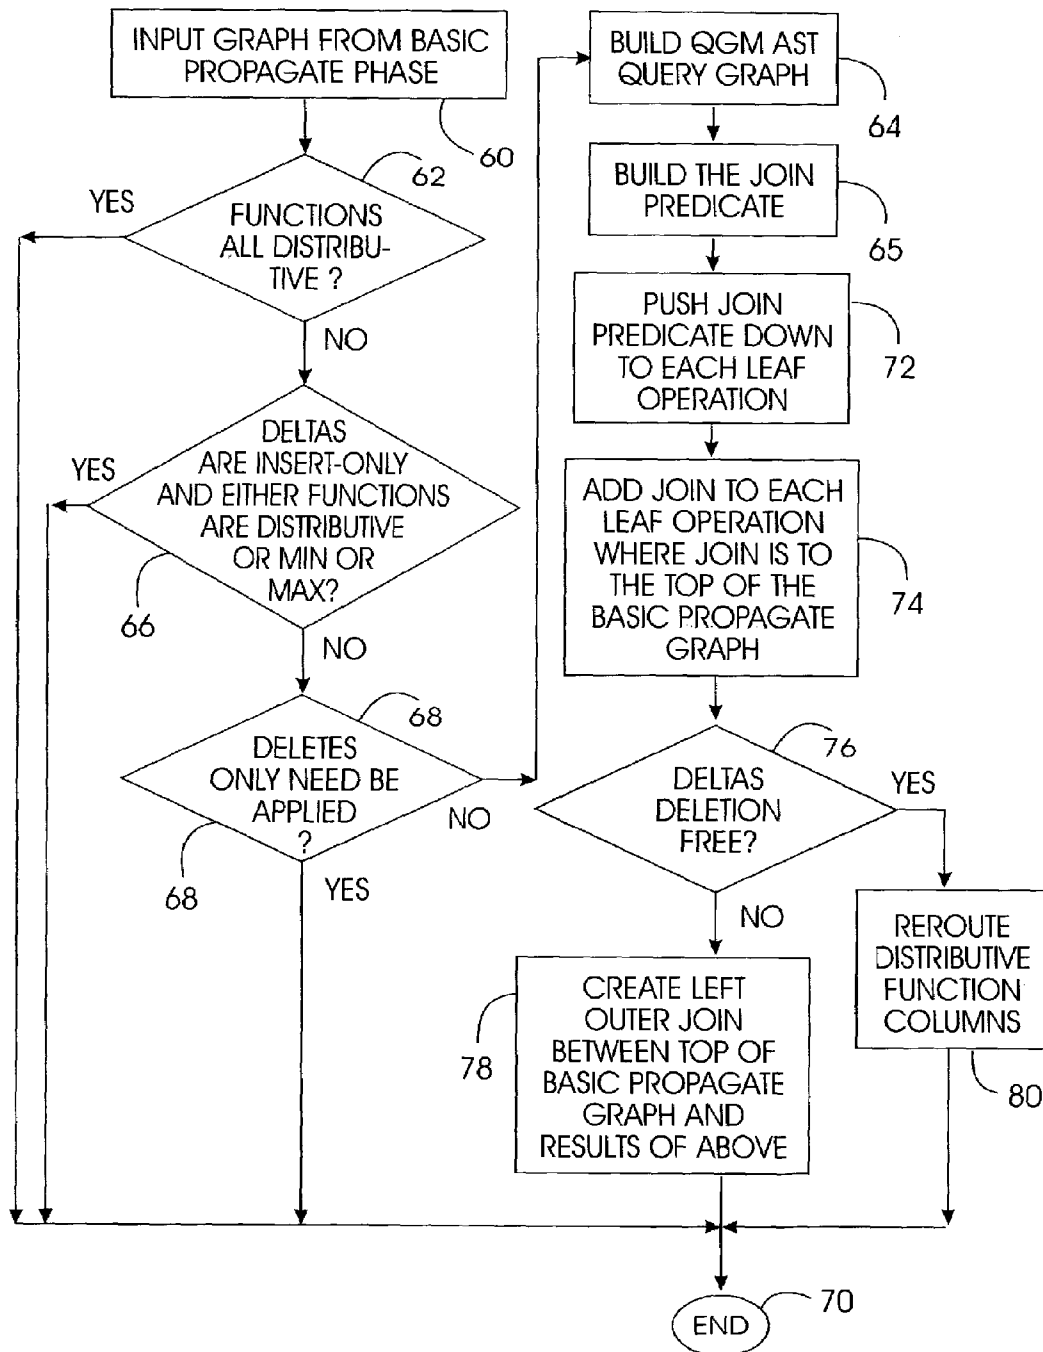 INPUT GRAPH FROM BASIC
PROPAGATE PHASE
60
62
YES
FUNCTIONS
ALL DISTRIBU-
TIVE ?
NO
DELTAS
ARE INSERT-ONLY
AND EITHER FUNCTIONS
ARE DISTRIBUTIVE
OR MIN OR
MAX?
YES
66
NO
68
DELETES
ONLY NEED BE
APPLIED
?
NO
68
YES
BUILD QGM AST
QUERY GRAPH
64
BUILD THE JOIN
PREDICATE
65
PUSH JOIN
PREDICATE DOWN
TO EACH LEAF
OPERATION
72
ADD JOIN TO EACH
LEAF OPERATION
WHERE JOIN IS TO
THE TOP OF THE
BASIC PROPAGATE
GRAPH
74
76
DELTAS
DELETION
FREE?
YES
NO
CREATE LEFT
OUTER JOIN
BETWEEN TOP OF
BASIC PROPAGATE
GRAPH AND
RESULTS OF ABOVE
78
REROUTE
DISTRIBUTIVE
FUNCTION
COLUMNS
80
END
70